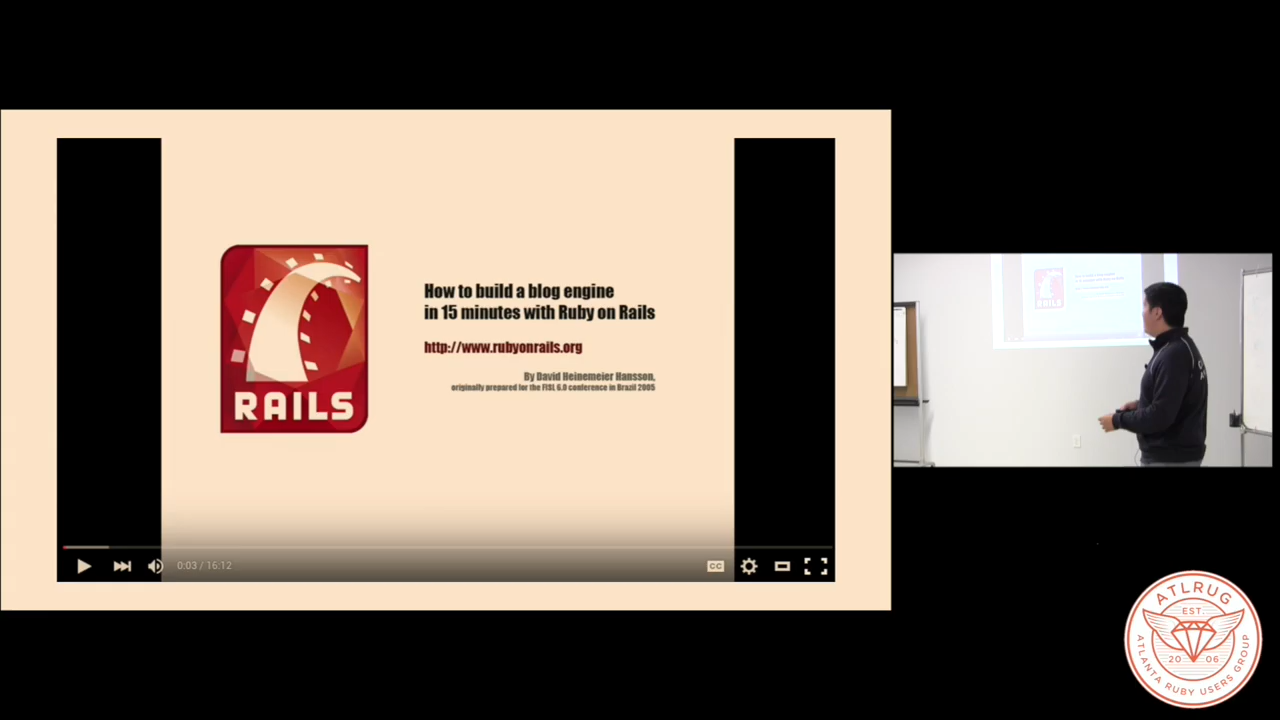 RAILS
How to build a blog engine
in 15 minutes with Ruby on Rails
http://www.rubyonrails.org
By David Heinemeier Hansson,
originally prepared for the FISL 6.0 conference in Brazil 2005
0:03 / 16:12
CC
RAILS
ATLRUG
EST.
20 06
ATLANTA RUBY USERS GROUP